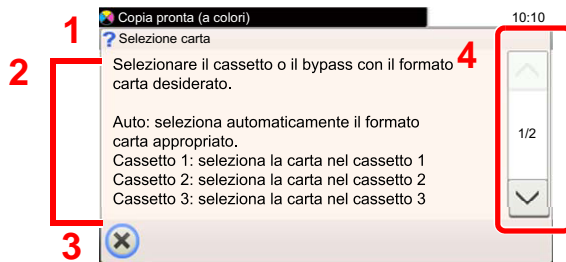 Copia pronta (a colori)
10:10
1
? Selezione carta
2
4
Selezionare il cassetto o il bypass con il formato
carta desiderato.
Auto: seleziona automaticamente il formato
carta appropriato.
1/2
Cassetto 1: seleziona la carta nel cassetto 1
Cassetto 2: seleziona la carta nel cassetto 2
Cassetto 3: seleziona la carta nel cassetto 3
3